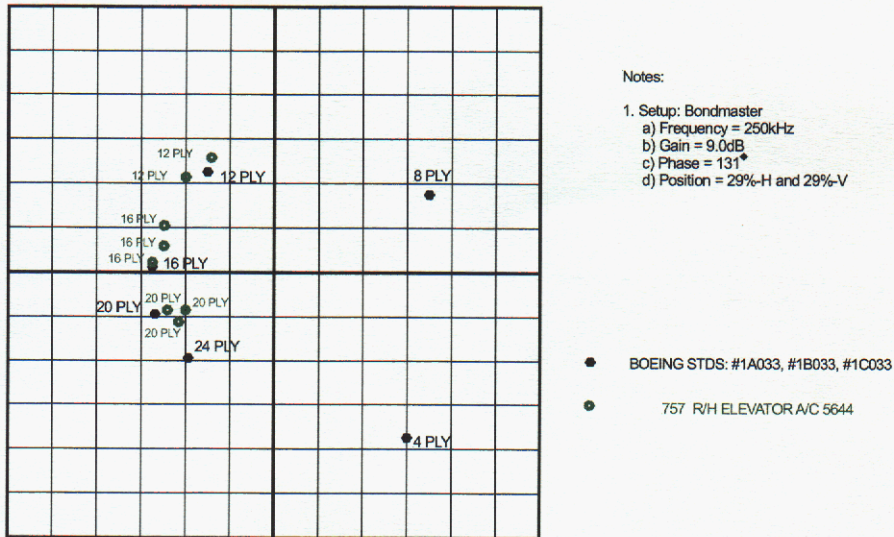 Notes:
1. Setup: Bondmaster
a) Frequency = 250kHz
b) Gain = 9.0dB
c) Phase = 131°
d) Position = 29%-H and 29%-V
12 PLY
12 PLY
12 PLY
8 PLY
16 PLY
16 PLY
16 PLY
16 PLY
20 PLY
20 PLY
20 PLY
20 PLY
24 PLY
4 PLY
BOEING STDS: #1A033, #1B033, #1C033
757 R/H ELEVATOR A/C 5644